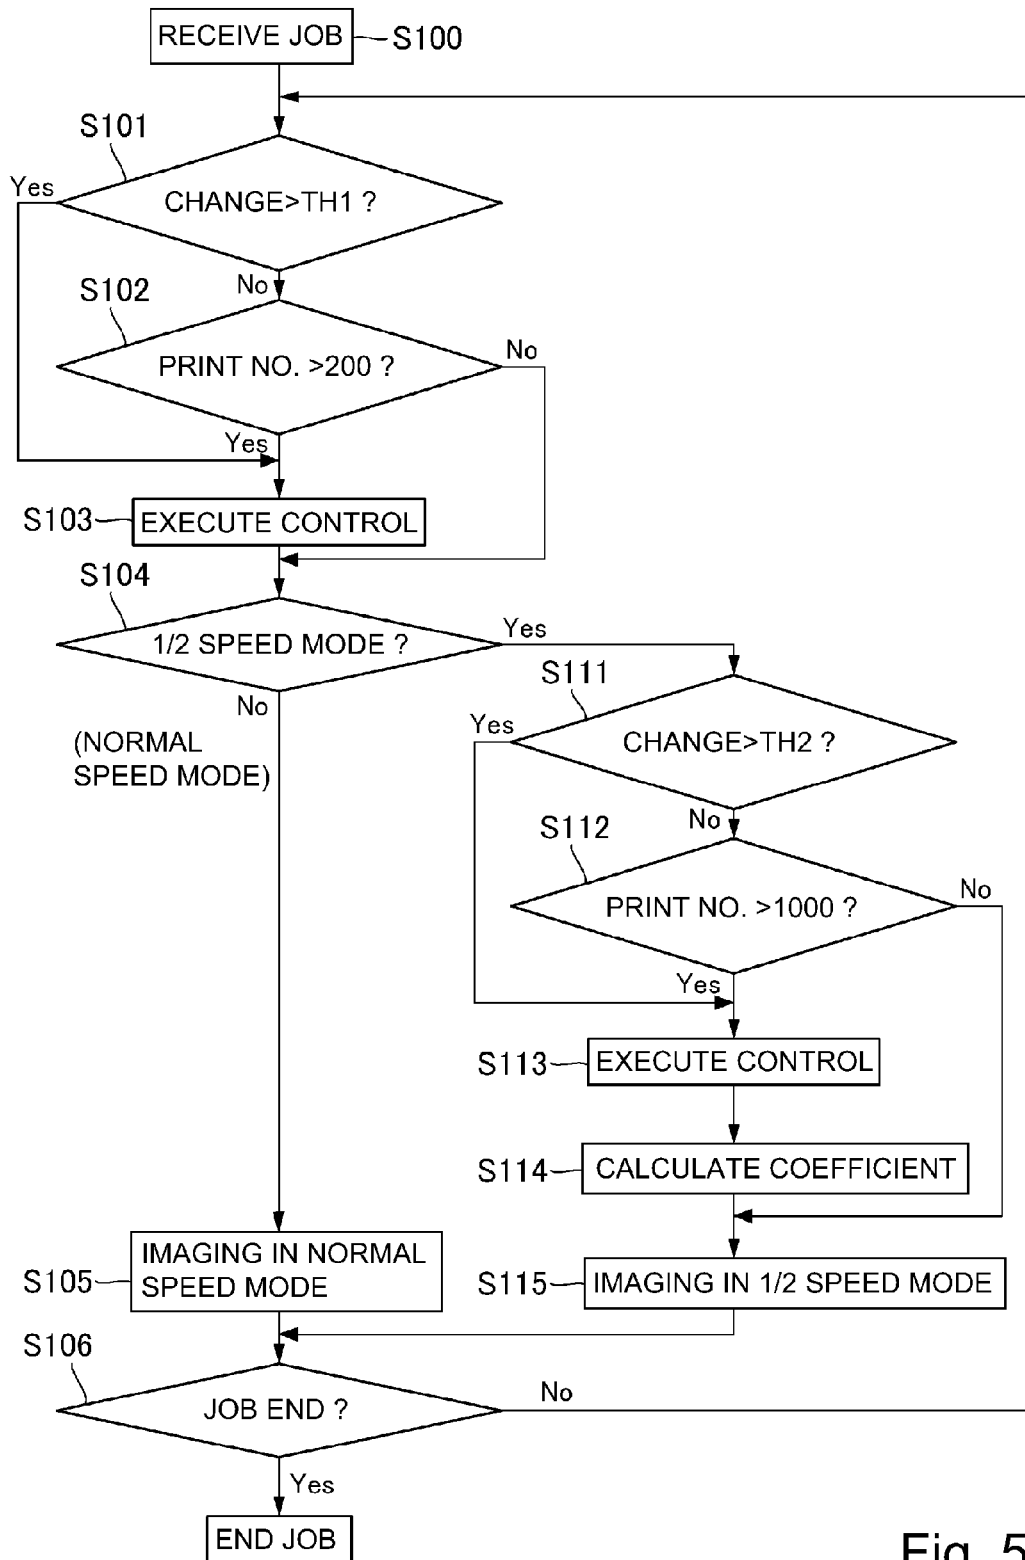 RECEIVE JOB
S100
S101
Yes
CHANGE>TH1 ?
No
S102
PRINT NO. >200 ?
No
Yes
S103
EXECUTE CONTROL
S104
1/2 SPEED MODE ?
Yes
No
(NORMAL
SPEED MODE)
S111
Yes
CHANGE>TH2 ?
No
S112
PRINT NO. >1000 ?
No
Yes
S113
EXECUTE CONTROL
S114
CALCULATE COEFFICIENT
S105
IMAGING IN NORMAL
SPEED MODE
S115
IMAGING IN 1/2 SPEED MODE
S106
JOB END ?
No
Yes
END JOB
Fig. 5